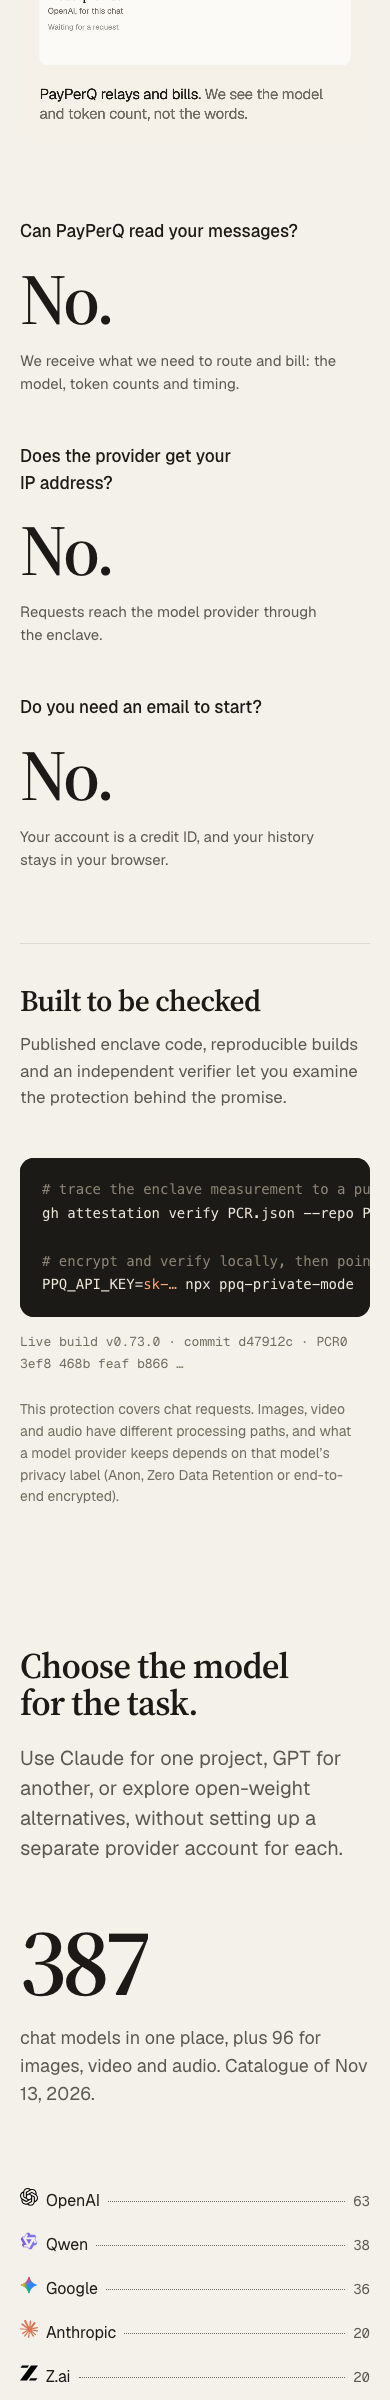 OpenAI, for this chat
Waiting for a request
PayPerQ relays and bills. We see the model
and token count, not the words.
Can PayPerQ read your messages?
No.
We receive what we need to route and bill: the
model, token counts and timing.
Does the provider get your
IP address?
No.
Requests reach the model provider through
the enclave.
Do you need an email to start?
No.
Your account is a credit ID, and your history
stays in your browser.
Built to be checked
Published enclave code, reproducible builds
and an independent verifier let you examine
the protection behind the promise.
# trace the enclave measurement to a pu
gh attestation verify PCR.json --repo P
# encrypt and verify locally, then poin
PPQ_API_KEY=sk-… npx ppq-private-mode
Live build v0.73.0 · commit d47912c · PCR0
3ef8 468b feaf b866 …
This protection covers chat requests. Images, video
and audio have different processing paths, and what
a model provider keeps depends on that model's
privacy label (Anon, Zero Data Retention or end-to-
end encrypted).
Choose the model
for the task.
Use Claude for one project, GPT for
another, or explore open-weight
alternatives, without setting up a
separate provider account for each.
387
chat models in one place, plus 96 for
images, video and audio. Catalogue of Nov
13, 2026.
OpenAI 63
Qwen 38
Google 36
Anthropic 20
Z.ai 20